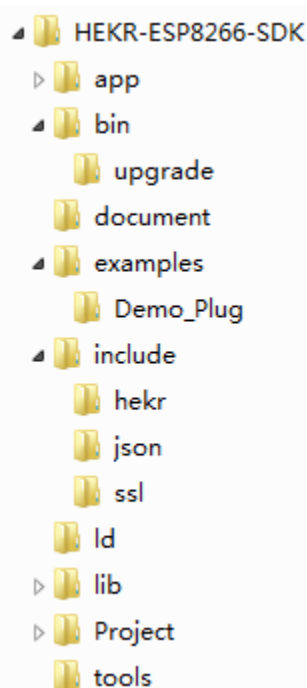 HEKR-ESP8266-SDK
app
bin
upgrade
document
examples
Demo_Plug
include
hekr
json
ssl
ld
lib
Project
tools